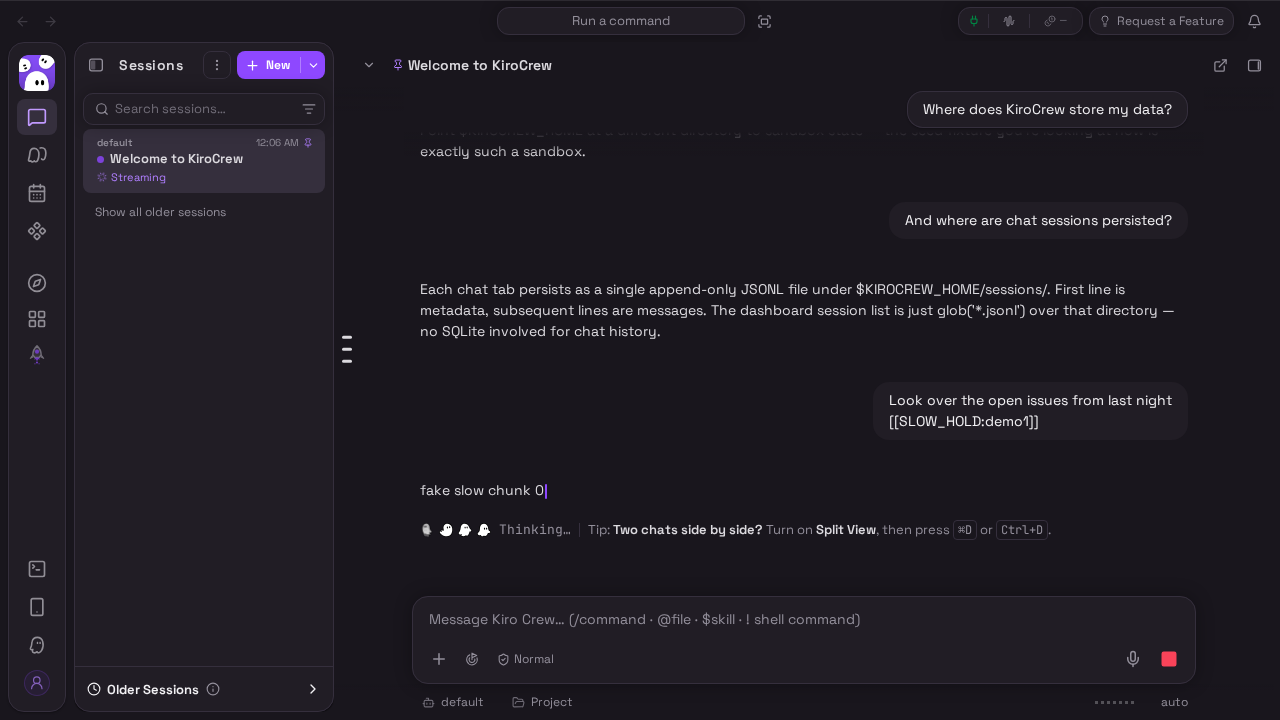 Run a command
Request a Feature
Sessions
New
Search sessions...
default
12:06 AM
Welcome to KiroCrew
Streaming
Show all older sessions
Older Sessions
Welcome to KiroCrew
Where does KiroCrew store my data?
exactly such a sandbox.
And where are chat sessions persisted?
Each chat tab persists as a single append-only JSONL file under $KIROCREW_HOME/sessions/. First line is
metadata, subsequent lines are messages. The dashboard session list is just glob('*.jsonl') over that directory —
no SQLite involved for chat history.
Look over the open issues from last night
[[SLOW_HOLD:demo1]]
fake slow chunk 0
Thinking… Tip: Two chats side by side? Turn on Split View, then press ⌘D or Ctrl+D.
Message Kiro Crew... (/command · @file · $skill · ! shell command)
Normal
default
Project
auto